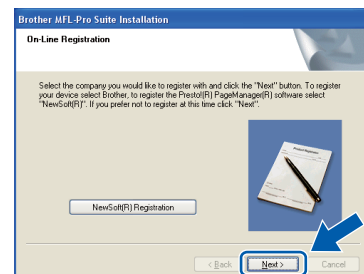 Brother MFL-Pro Suite Installation
On-Line Registration
Select the company you would like to register with and click the "Next" button. To register
your device select Brother, to register the Presto!(R) PageManager(R) software select
"NewSoft(R)". If you prefer not to register at this time click "Next".
Product Registration
NewSoft(R) Registration
< Back
Next >
Cancel